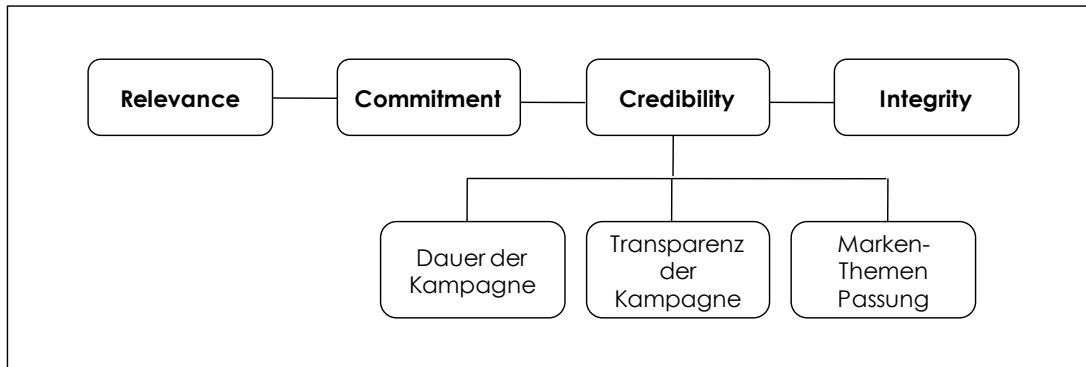 Relevance
Commitment
Credibility
Integrity
Dauer der
Kampagne
Transparenz
der
Kampagne
Marken-
Themen
Passung